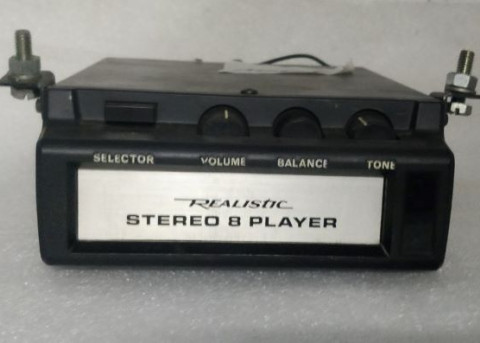 SELECTOR VOLUME BALANCE TONE
REALISTIC
STEREO 8 PLAYER